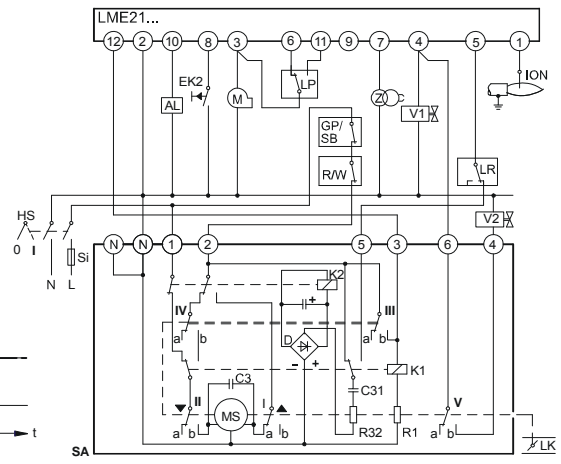 LME21...
12 2 10 8 3 6 11 9 7 4 5 1
EK2 LP ION
AL M Z C V1
GP/
SB
R/W LR
HS
0 I Si V2
N L
N N 1 2 5 3 6 4
K2
IV + III
a b a b
D
- + K1
C3 C31
II I V
MS
a b a b R32 R1 a b
t
SA LK